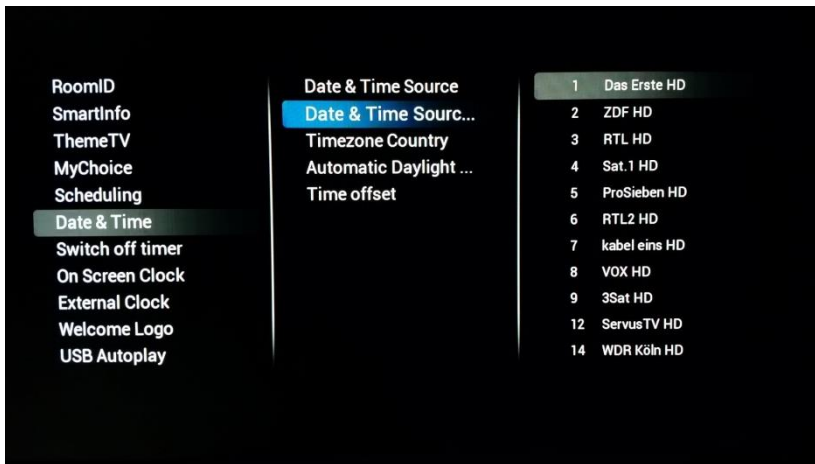 RoomID
SmartInfo
ThemeTV
MyChoice
Scheduling
Date & Time
Switch off timer
On Screen Clock
External Clock
Welcome Logo
USB Autoplay
Date & Time Source
Date & Time Sourc...
Timezone Country
Automatic Daylight ...
Time offset
1 Das Erste HD
2 ZDF HD
3 RTL HD
4 Sat.1 HD
5 ProSieben HD
6 RTL2 HD
7 kabel eins HD
8 VOX HD
9 3Sat HD
12 ServusTV HD
14 WDR Köln HD